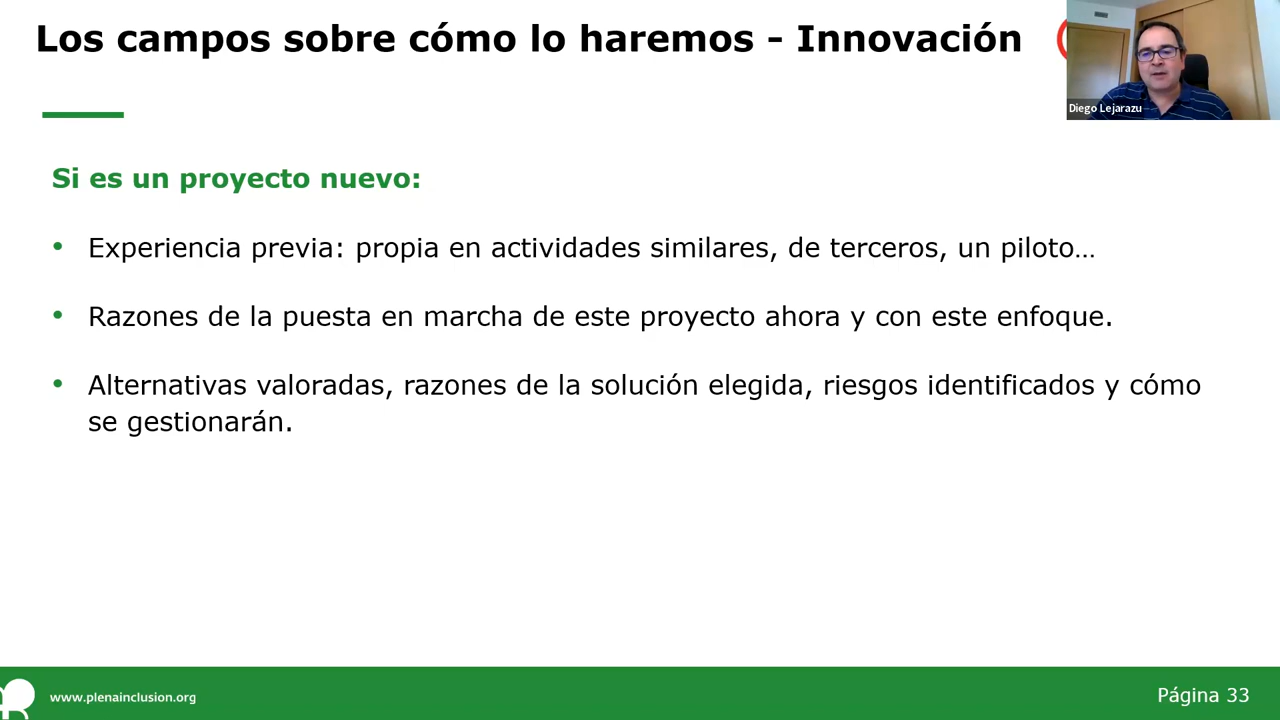 Los campos sobre cómo lo haremos - Innovación
Diego Lejarazu
Si es un proyecto nuevo:
• Experiencia previa: propia en actividades similares, de terceros, un piloto…
• Razones de la puesta en marcha de este proyecto ahora y con este enfoque.
• Alternativas valoradas, razones de la solución elegida, riesgos identificados y cómo
se gestionarán.
www.plenainclusion.org
Página 33